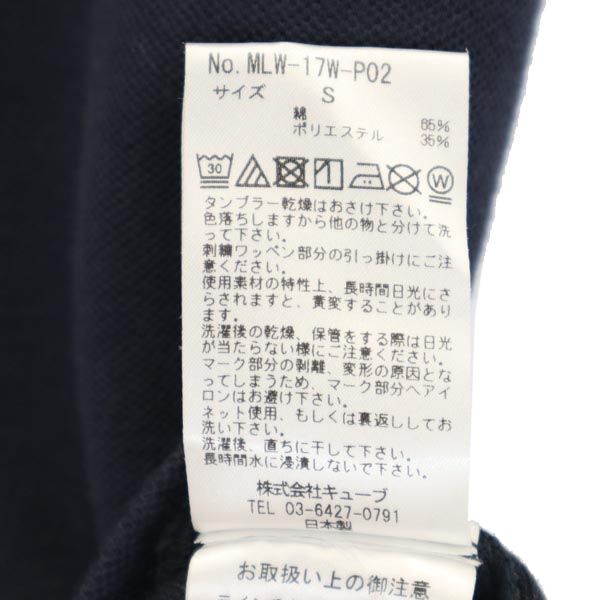 No. MLW-17W-P02
サイズ S
綿 65%
ポリエステル 35%
30 W
タンブラー乾燥はおさけ下さい。
色落ちしますから他の物と分けて洗
って下さい。
刺繍ワッペン部分の引っ掛けにご注
意ください。
使用素材の特性上、長時間日光にさ
らされますと、黄変することがあり
ます。
洗濯後の乾燥、保管をする際は日光
が当たらない様にご注意ください。
マーク部分の剥離、変形の原因とな
ってしまうため、マーク部分へアイ
ロンはお避け下さい。
ネット使用、もしくは裏返ししてお
洗い下さい。
洗濯後、直ちに干して下さい。
長時間水に浸漬しないで下さい。
株式会社キューブ
TEL 03-6427-0791
日本製
お取扱い上の御注意